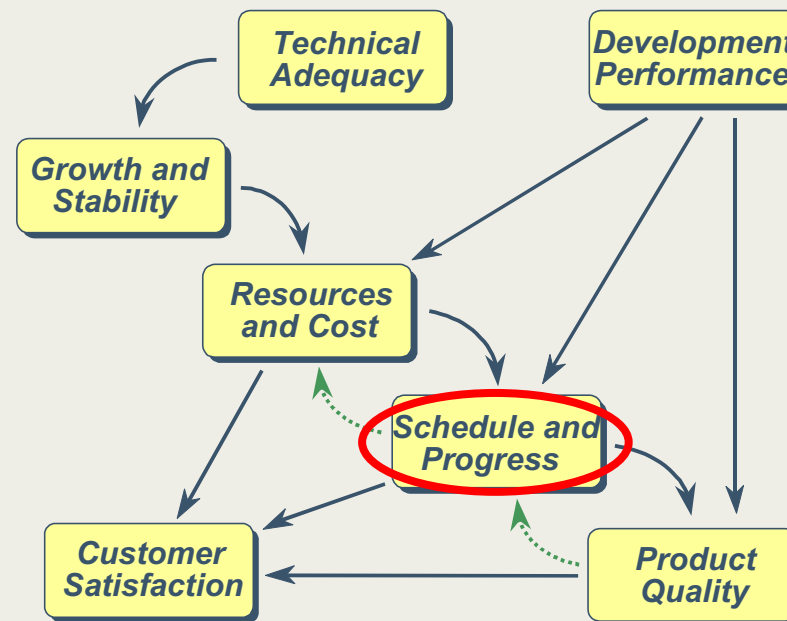 Technical
Adequacy
Development
Performance
Growth and
Stability
Resources
and Cost
Schedule and
Progress
Customer
Satisfaction
Product
Quality